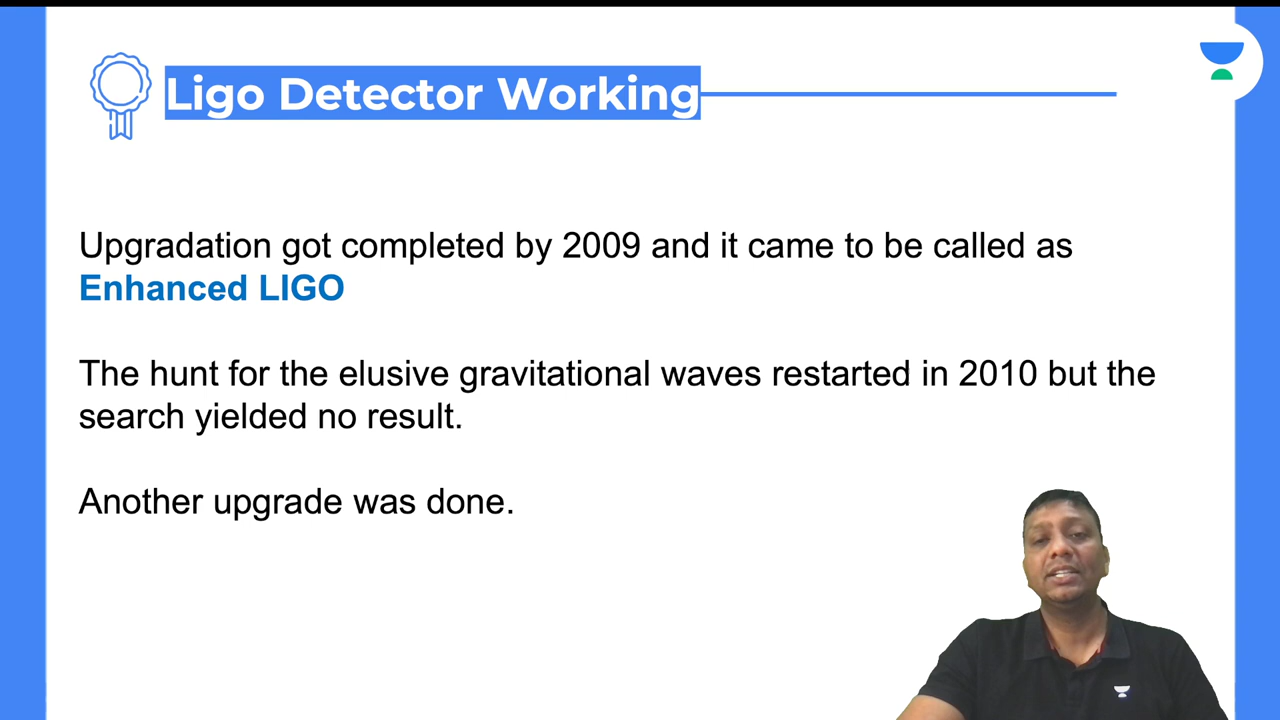 Ligo Detector Working
Upgradation got completed by 2009 and it came to be called as
Enhanced LIGO
The hunt for the elusive gravitational waves restarted in 2010 but the
search yielded no result.
Another upgrade was done.